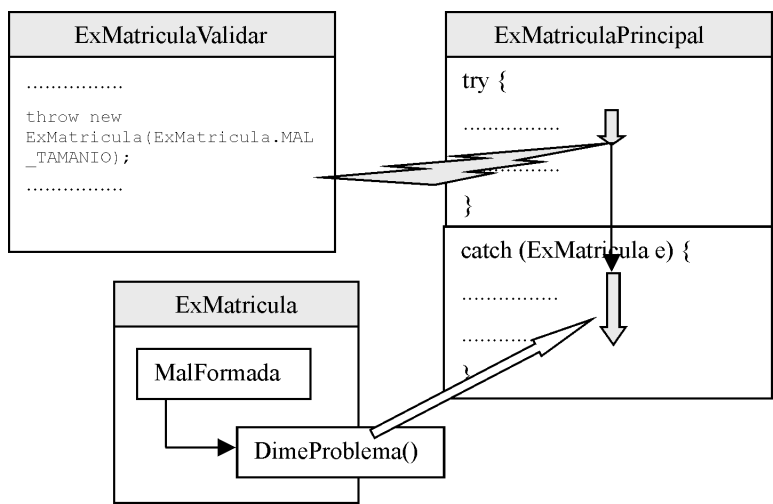 ExMatriculaValidar
……………
throw new
ExMatricula(ExMatricula.MAL
_TAMANIO);
……………
ExMatriculaPrincipal
try {
……………
……………
}
catch (ExMatricula e) {
……………
……………
}
ExMatricula
MalFormada
DimeProblema()